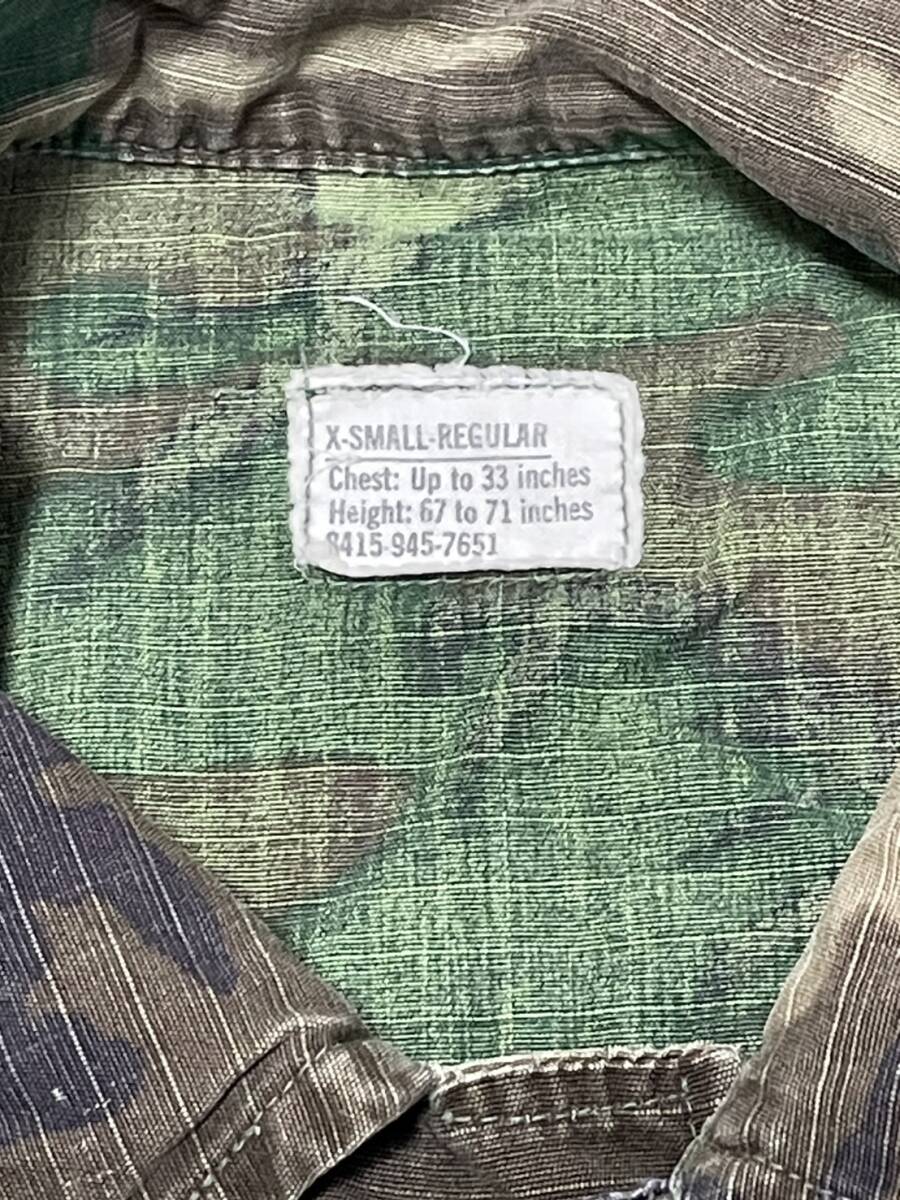 X-SMALL-REGULAR
Chest: Up to 33 inches
Height: 67 to 71 inches
8415-945-7651